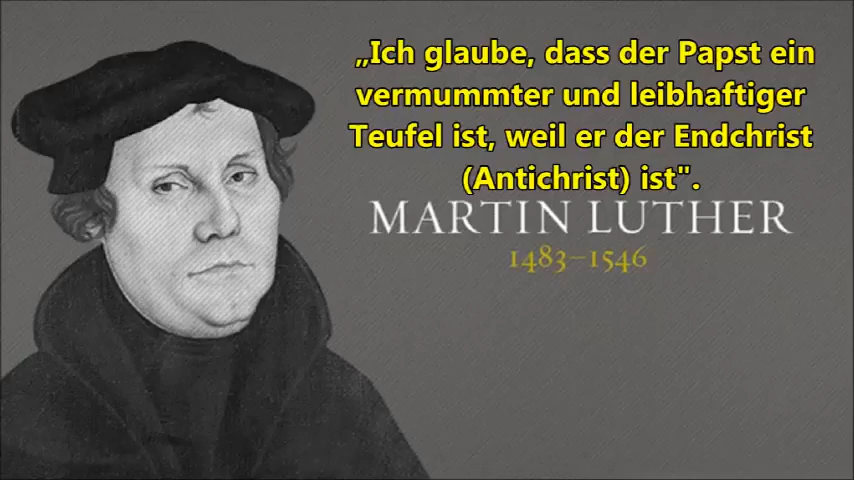 „Ich glaube, dass der Papst ein
vermummter und leibhaftiger
Teufel ist, weil er der Endchrist
(Antichrist) ist".
MARTIN LUTHER
1483–1546